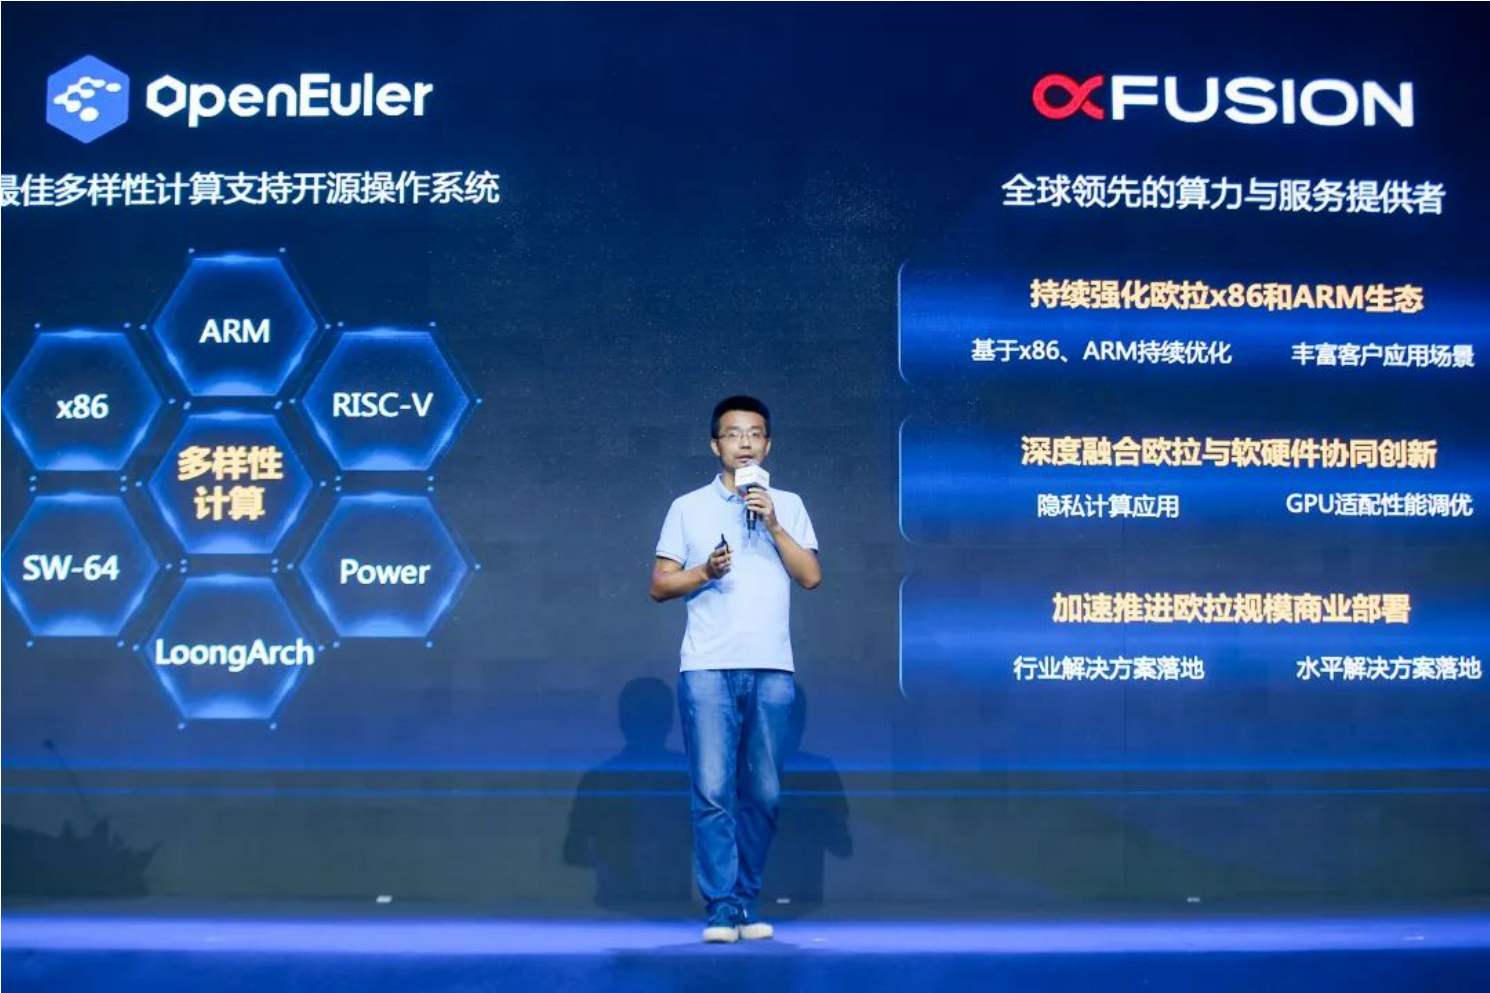 OpenEuler
最佳多样性计算支持开源操作系统
ARM
x86
RISC-V
多样性
计算
SW-64
Power
LoongArch
XFUSION
全球领先的算力与服务提供者
持续强化欧拉x86和ARM生态
基于x86、ARM持续优化
丰富客户应用场景
深度融合欧拉与软硬件协同创新
隐私计算应用
GPU适配性能调优
加速推进欧拉规模商业部署
行业解决方案落地
水平解决方案落地